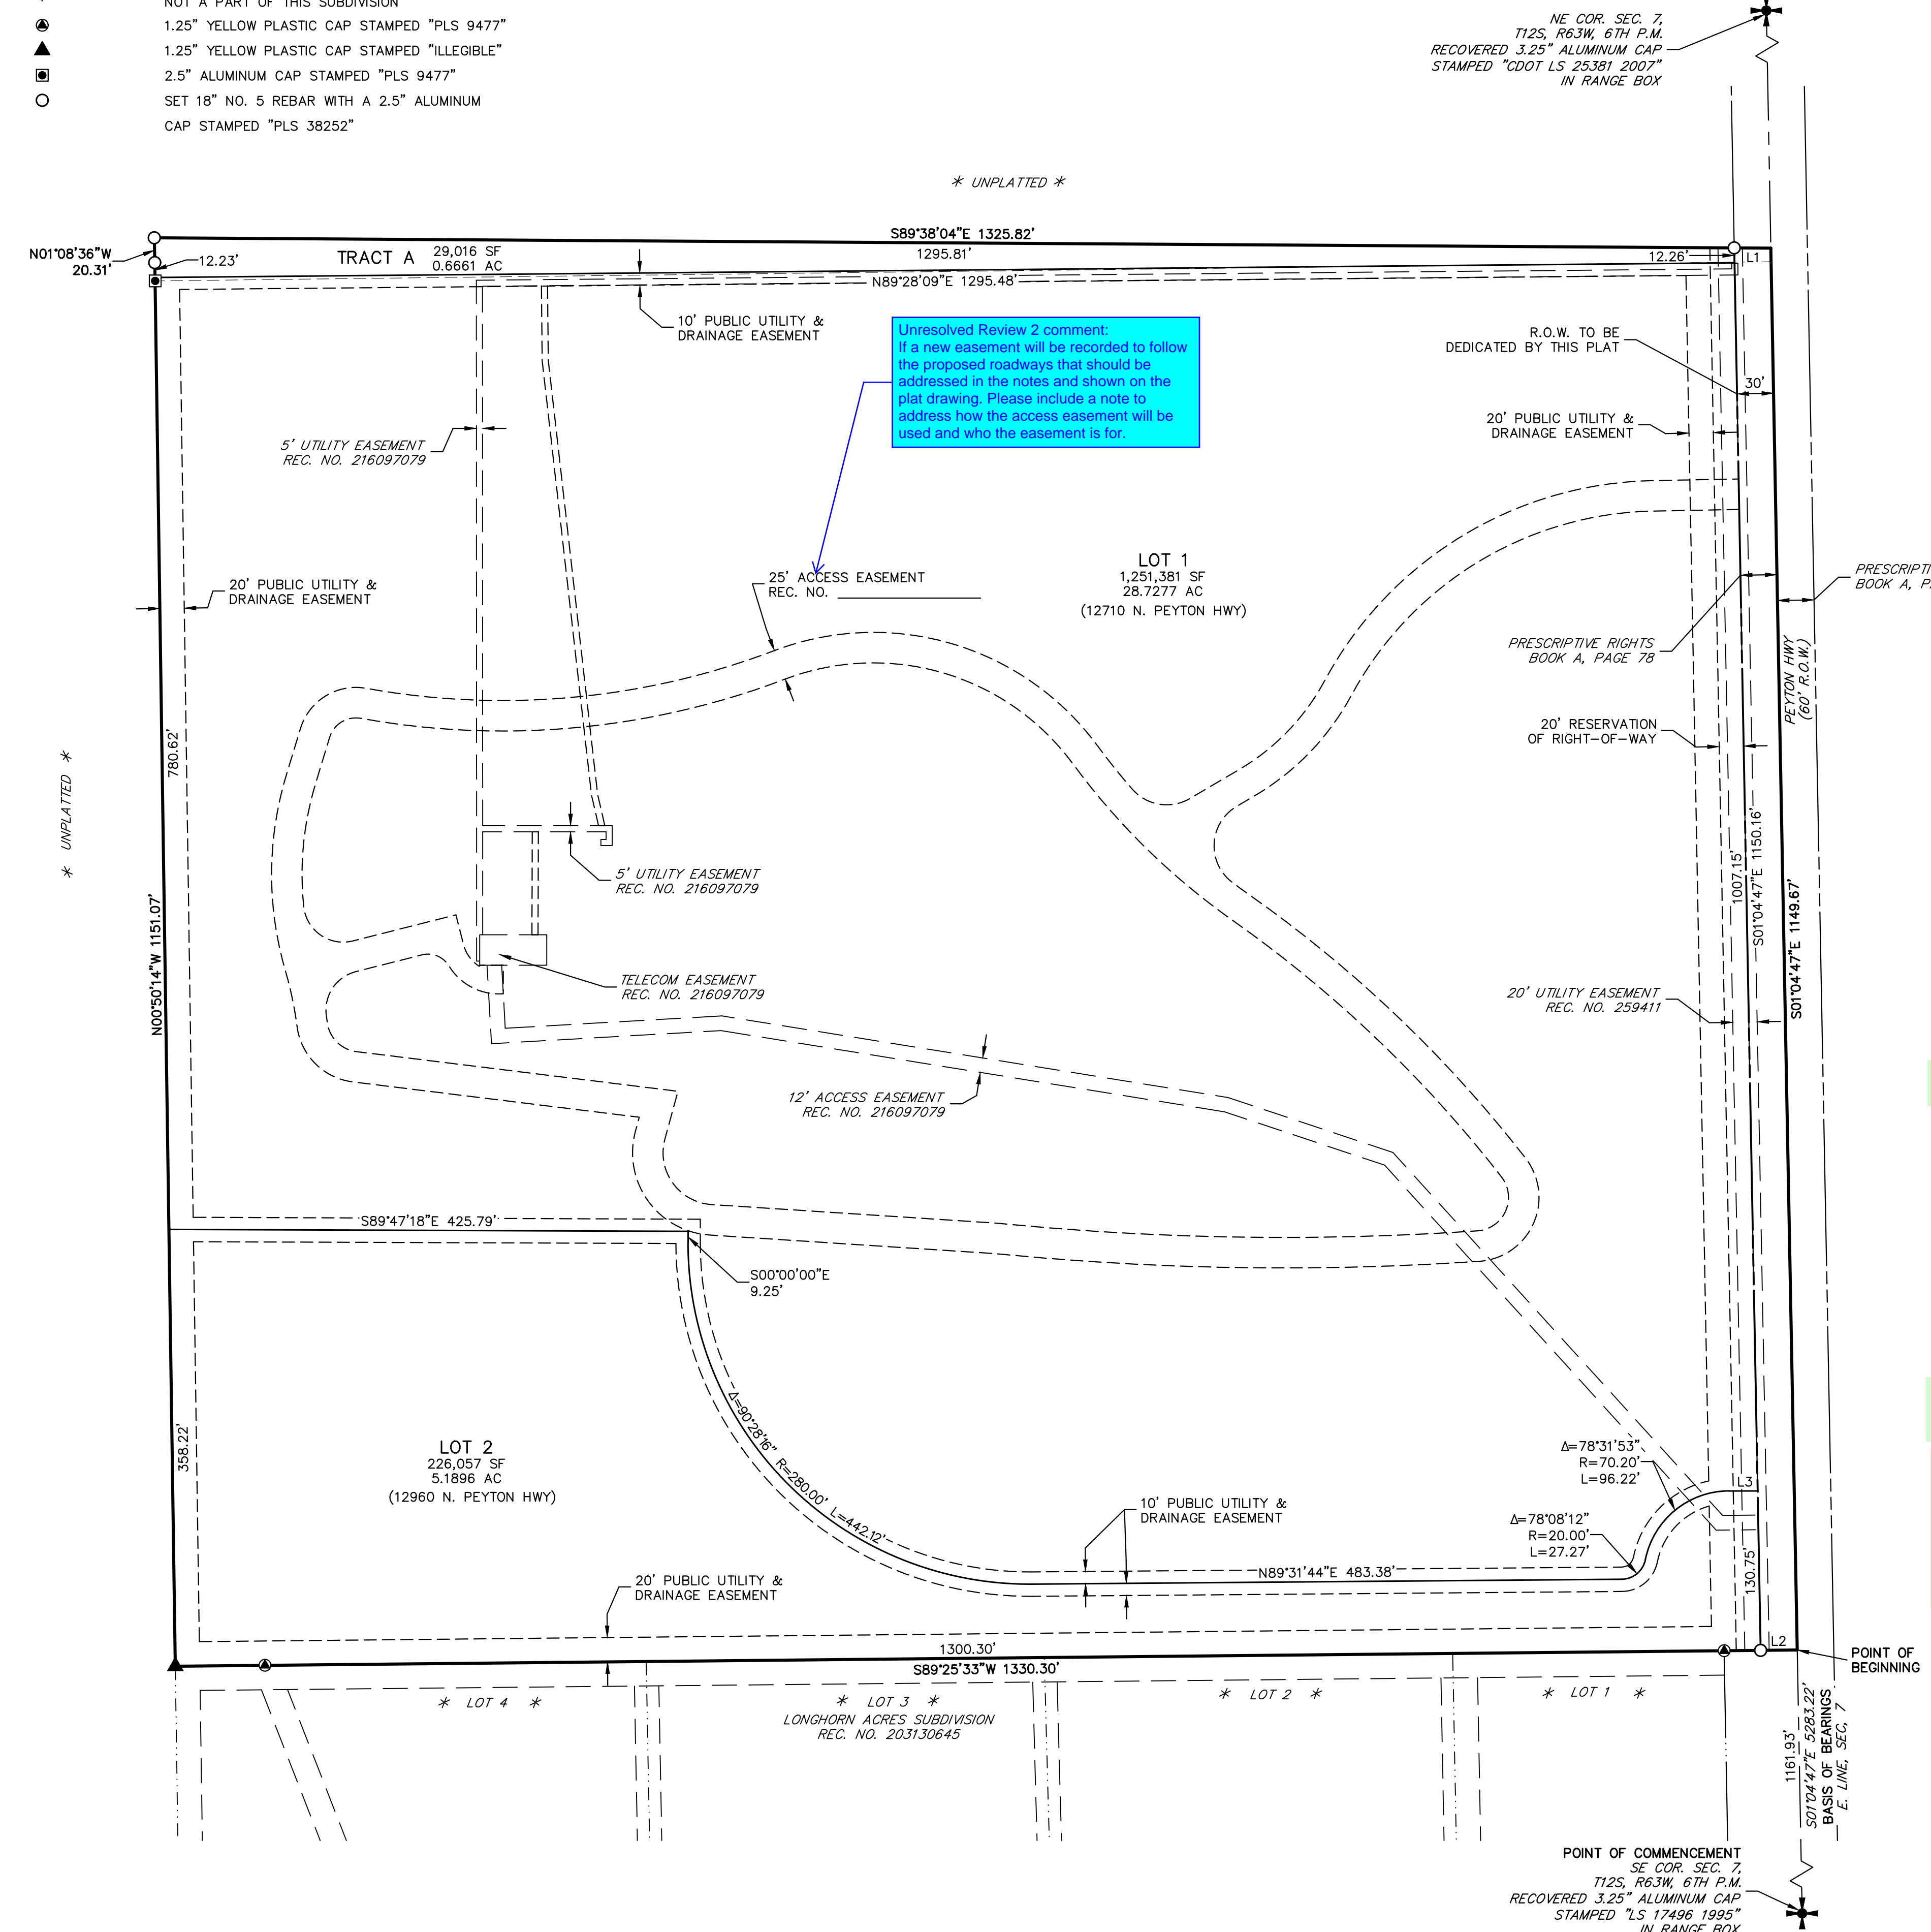 NOT A PART OF THIS SUBDIVISION
1.25" YELLOW PLASTIC CAP STAMPED "PLS 9477"
1.25" YELLOW PLASTIC CAP STAMPED "ILLEGIBLE"
2.5" ALUMINUM CAP STAMPED "PLS 9477"
SET 18" NO. 5 REBAR WITH A 2.5" ALUMINUM
CAP STAMPED "PLS 38252"
NE COR. SEC. 7,
T12S, R63W, 6TH P.M.
RECOVERED 3.25" ALUMINUM CAP
STAMPED "CDOT LS 25381 2007"
IN RANGE BOX
* UNPLATTED *
S89°38'04"E 1325.82'
1295.81'
N01°08'36"W
20.31'
12.23'
TRACT A
29,016 SF
0.6661 AC
12.26'
L1
N89°28'09"E 1295.48'
10' PUBLIC UTILITY &
DRAINAGE EASEMENT
Unresolved Review 2 comment:
If a new easement will be recorded to follow
the proposed roadways that should be
addressed in the notes and shown on the
plat drawing. Please include a note to
address how the access easement will be
used and who the easement is for.
R.O.W. TO BE
DEDICATED BY THIS PLAT
30'
20' PUBLIC UTILITY &
DRAINAGE EASEMENT
5' UTILITY EASEMENT
REC. NO. 216097079
20' PUBLIC UTILITY &
DRAINAGE EASEMENT
25' ACCESS EASEMENT
REC. NO.
LOT 1
1,251,381 SF
28.7277 AC
(12710 N. PEYTON HWY)
PRESCRIPTI
BOOK A, P
PRESCRIPTIVE RIGHTS
BOOK A, PAGE 78
PEYTON HWY
(60' R.O.W.)
20' RESERVATION
OF RIGHT-OF-WAY
780.62'
* UNPLATTED *
N00°50'14"W 1151.07'
5' UTILITY EASEMENT
REC. NO. 216097079
1007.15'
S01°04'47"E 1150.16'
S01°04'47"E 1149.67'
TELECOM EASEMENT
REC. NO. 216097079
20' UTILITY EASEMENT
REC. NO. 259411
12' ACCESS EASEMENT
REC. NO. 216097079
S89°47'18"E 425.79'
S00°00'00"E
9.25'
Δ=90°28'16" R=280.00' L=442.12'
358.22'
LOT 2
226,057 SF
5.1896 AC
(12960 N. PEYTON HWY)
Δ=78°31'53"
R=70.20'
L=96.22'
L3
Δ=78°08'12"
R=20.00'
L=27.27'
10' PUBLIC UTILITY &
DRAINAGE EASEMENT
N89°31'44"E 483.38'
130.75'
20' PUBLIC UTILITY &
DRAINAGE EASEMENT
1300.30'
S89°25'33"W 1330.30'
L2
POINT OF
BEGINNING
* LOT 4 *
* LOT 3 *
* LOT 2 *
* LOT 1 *
LONGHORN ACRES SUBDIVISION
REC. NO. 203130645
1161.93'
S01°04'47"E 5283.22'
BASIS OF BEARINGS
E. LINE, SEC, 7
POINT OF COMMENCEMENT
SE COR. SEC. 7,
T12S, R63W, 6TH P.M.
RECOVERED 3.25" ALUMINUM CAP
STAMPED "LS 17496 1995"
IN RANGE BOX